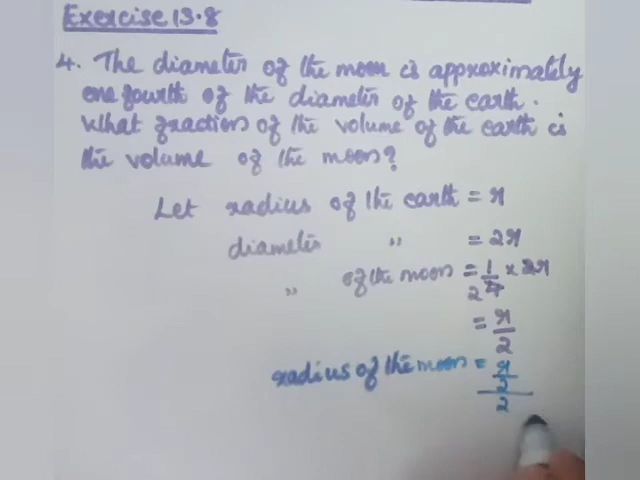 Exercise 13.8
4. The diameter of the moon is approximately
one fourth of the diameter of the earth.
What fraction of the volume of the earth is
the volume of the moon?
Let radius of the earth = r
diameter " = 2r
" of the moon = 1/4 × 2r
2
= r/2
radius of the moon = r/2
/2